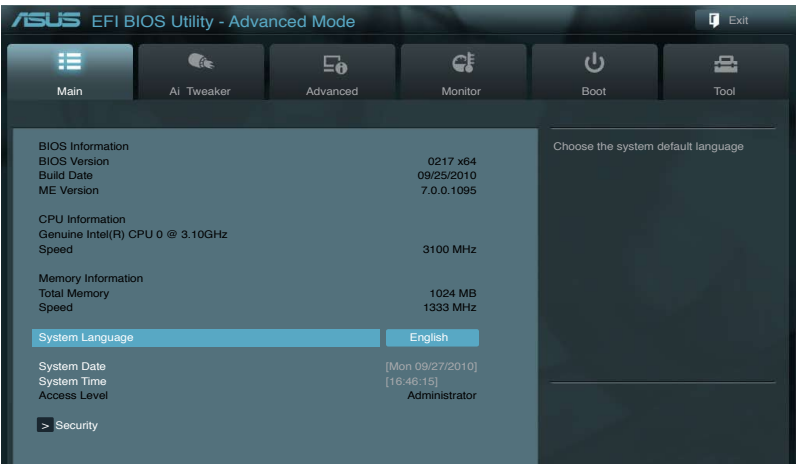 ASUS EFI BIOS Utility - Advanced Mode
Exit
Main Ai Tweaker Advanced Monitor Boot Tool
BIOS Information
BIOS Version 0217 x64
Build Date 09/25/2010
ME Version 7.0.0.1095
CPU Information
Genuine Intel(R) CPU 0 @ 3.10GHz
Speed 3100 MHz
Memory Information
Total Memory 1024 MB
Speed 1333 MHz
System Language English
System Date [Mon 09/27/2010]
System Time [16:46:15]
Access Level Administrator
> Security
Choose the system default language